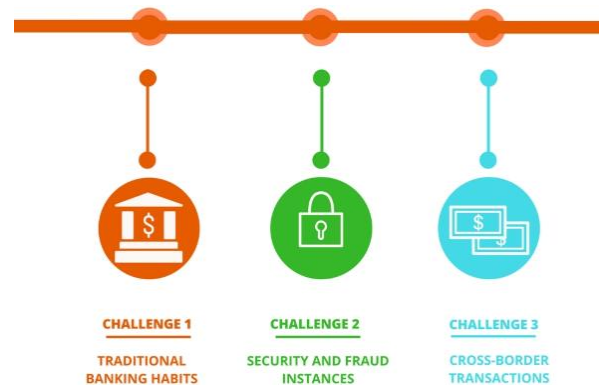 $
$
$
CHALLENGE 1
CHALLENGE 2
CHALLENGE 3
TRADITIONAL
BANKING HABITS
SECURITY AND FRAUD
INSTANCES
CROSS-BORDER
TRANSACTIONS